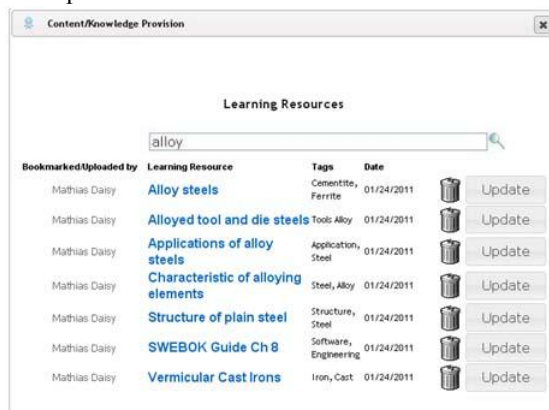 Content/Knowledge Provision
Learning Resources
alloy
Bookmarked/Uploaded by Learning Resource Tags Date
Mathias Daisy Alloy steels Cementite, Ferrite 01/24/2011 Update
Mathias Daisy Alloyed tool and die steels Tools Alloy 01/24/2011 Update
Mathias Daisy Applications of alloy steels Application, Steel 01/24/2011 Update
Mathias Daisy Characteristic of alloying elements Steel, Alloy 01/24/2011 Update
Mathias Daisy Structure of plain steel Structure, Steel 01/24/2011 Update
Mathias Daisy SWEBOK Guide Ch 8 Software, Engineering 01/24/2011 Update
Mathias Daisy Vermicular Cast Irons Iron, Cast 01/24/2011 Update